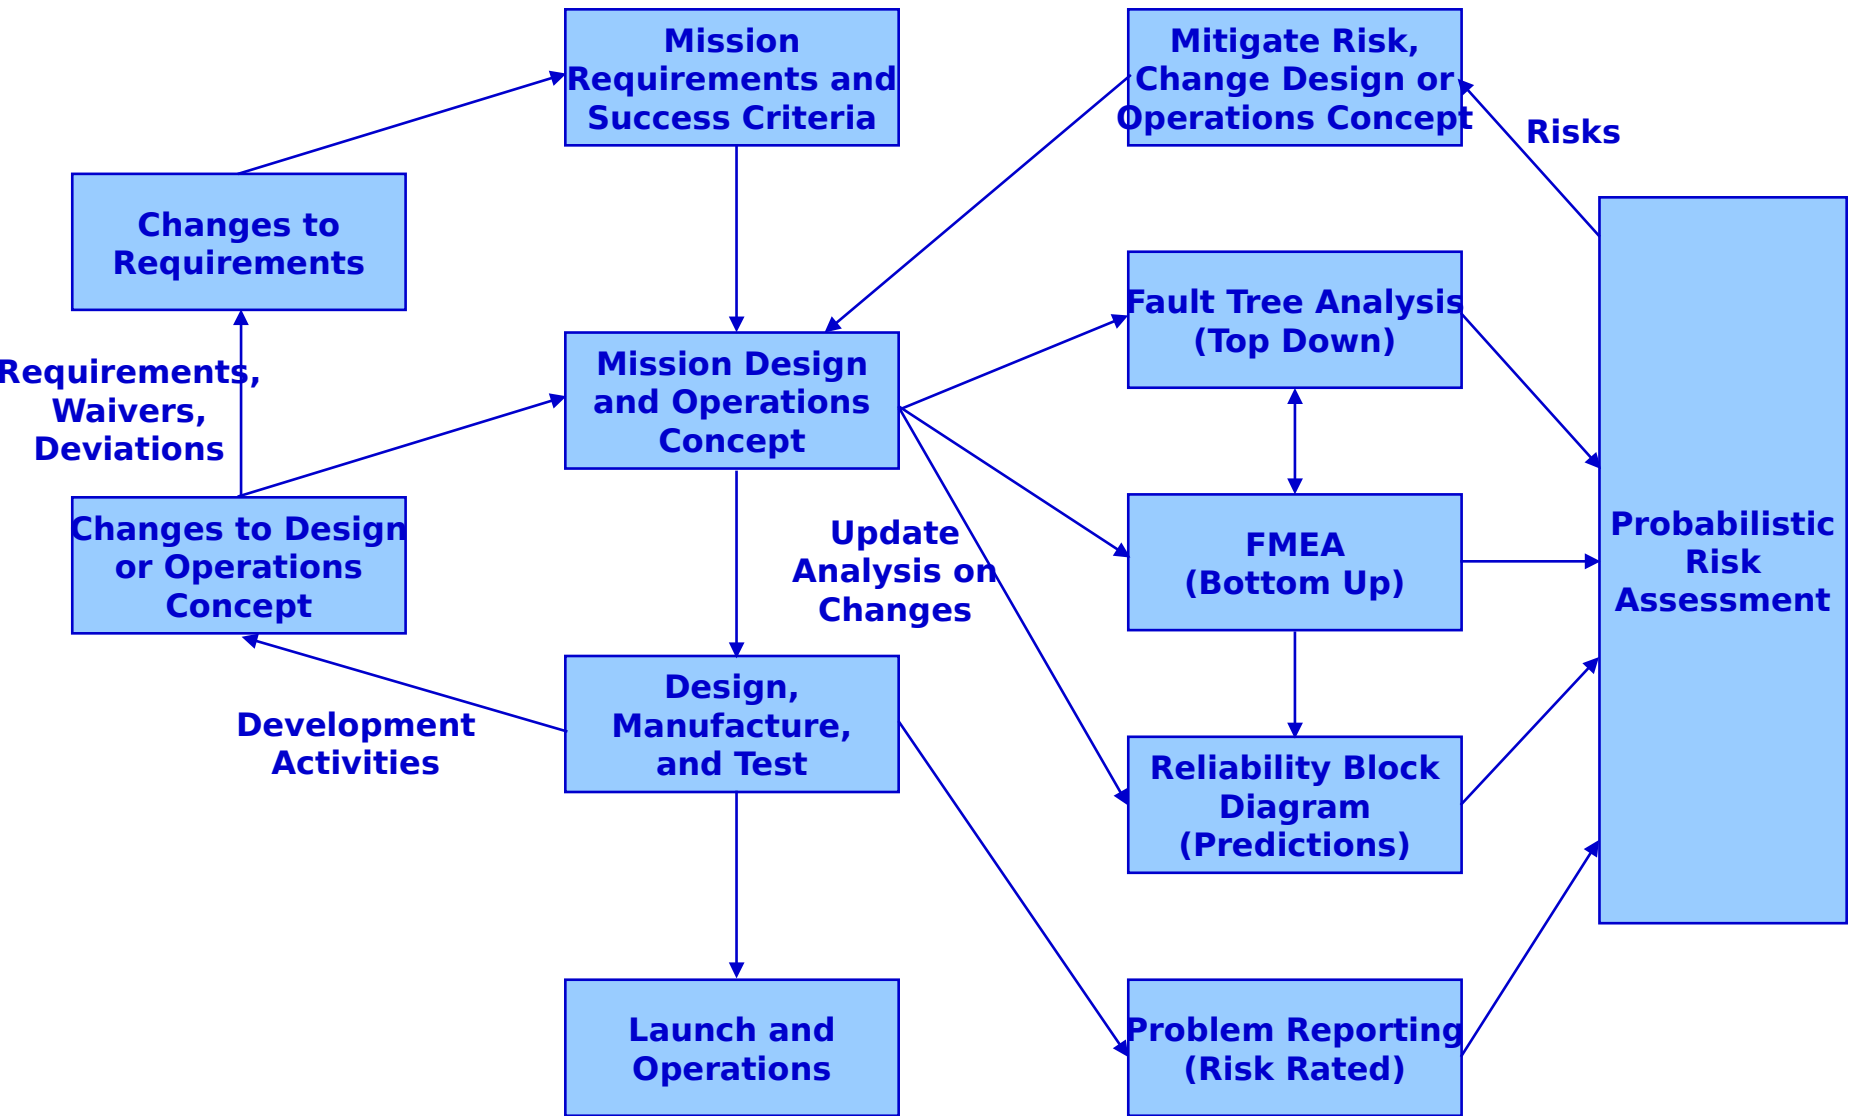 Mission
Requirements and
Success Criteria
Mitigate Risk,
Change Design or
Operations Concept
Risks
Changes to
Requirements
Fault Tree Analysis
(Top Down)
Mission Design
and Operations
Concept
Requirements,
Waivers,
Deviations
Changes to Design
or Operations
Concept
Update
Analysis on
Changes
FMEA
(Bottom Up)
Probabilistic
Risk
Assessment
Design,
Manufacture,
and Test
Development
Activities
Reliability Block
Diagram
(Predictions)
Launch and
Operations
Problem Reporting
(Risk Rated)